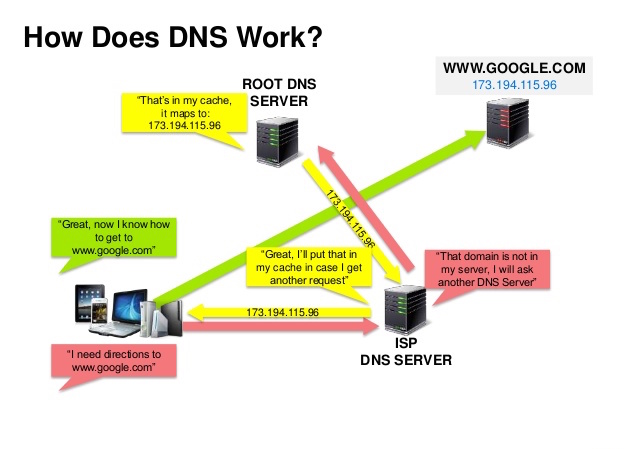 How Does DNS Work?
WWW.GOOGLE.COM
173.194.115.96
ROOT DNS
SERVER
“That’s in my cache,
it maps to:
173.194.115.96
173.194.115.96
“Great, now I know how
to get to
www.google.com”
“Great, I’ll put that in
my cache in case I get
another request”
“That domain is not in
my server, I will ask
another DNS Server”
173.194.115.96
ISP
DNS SERVER
“I need directions to
www.google.com”